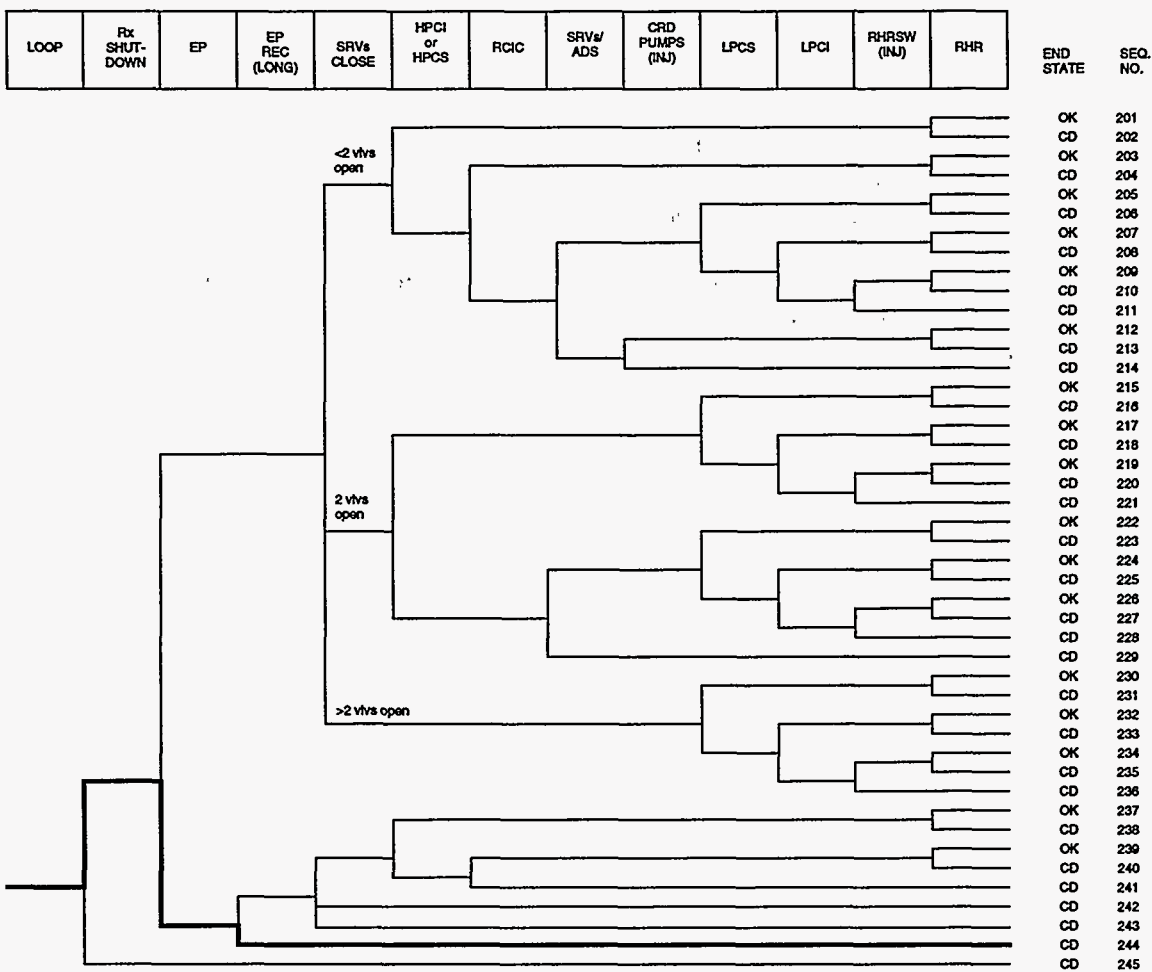 LOOP
Rx
SHUT-
DOWN
EP
EP
REC
(LONG)
SRVs
CLOSE
HPCI
or
HPCS
RCIC
SRVs/
ADS
CRD
PUMPS
(INJ)
LPCS
LPCI
RHRSW
(INJ)
RHR
END
STATE
SEQ.
NO.
<2 vlvs
open
2 vlvs
open
>2 vlvs open
OK 201
CD 202
OK 203
CD 204
OK 205
CD 206
OK 207
CD 208
OK 209
CD 210
CD 211
OK 212
CD 213
CD 214
OK 215
CD 216
OK 217
CD 218
OK 219
CD 220
CD 221
OK 222
CD 223
OK 224
CD 225
OK 226
CD 227
CD 228
CD 229
OK 230
CD 231
OK 232
CD 233
OK 234
CD 235
CD 236
OK 237
CD 238
OK 239
CD 240
CD 241
CD 242
CD 243
CD 244
CD 245